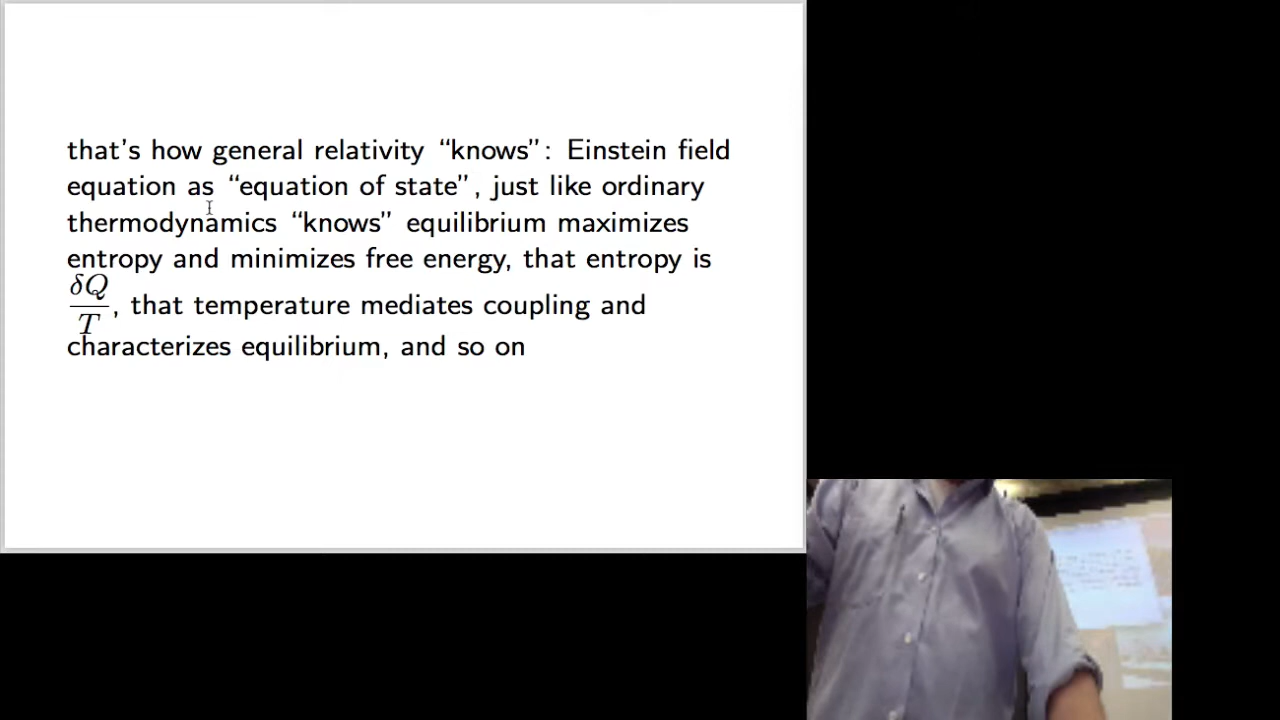 that's how general relativity “knows”: Einstein field
equation as “equation of state”, just like ordinary
thermodynamics “knows” equilibrium maximizes
entropy and minimizes free energy, that entropy is
δQ/T, that temperature mediates coupling and
characterizes equilibrium, and so on